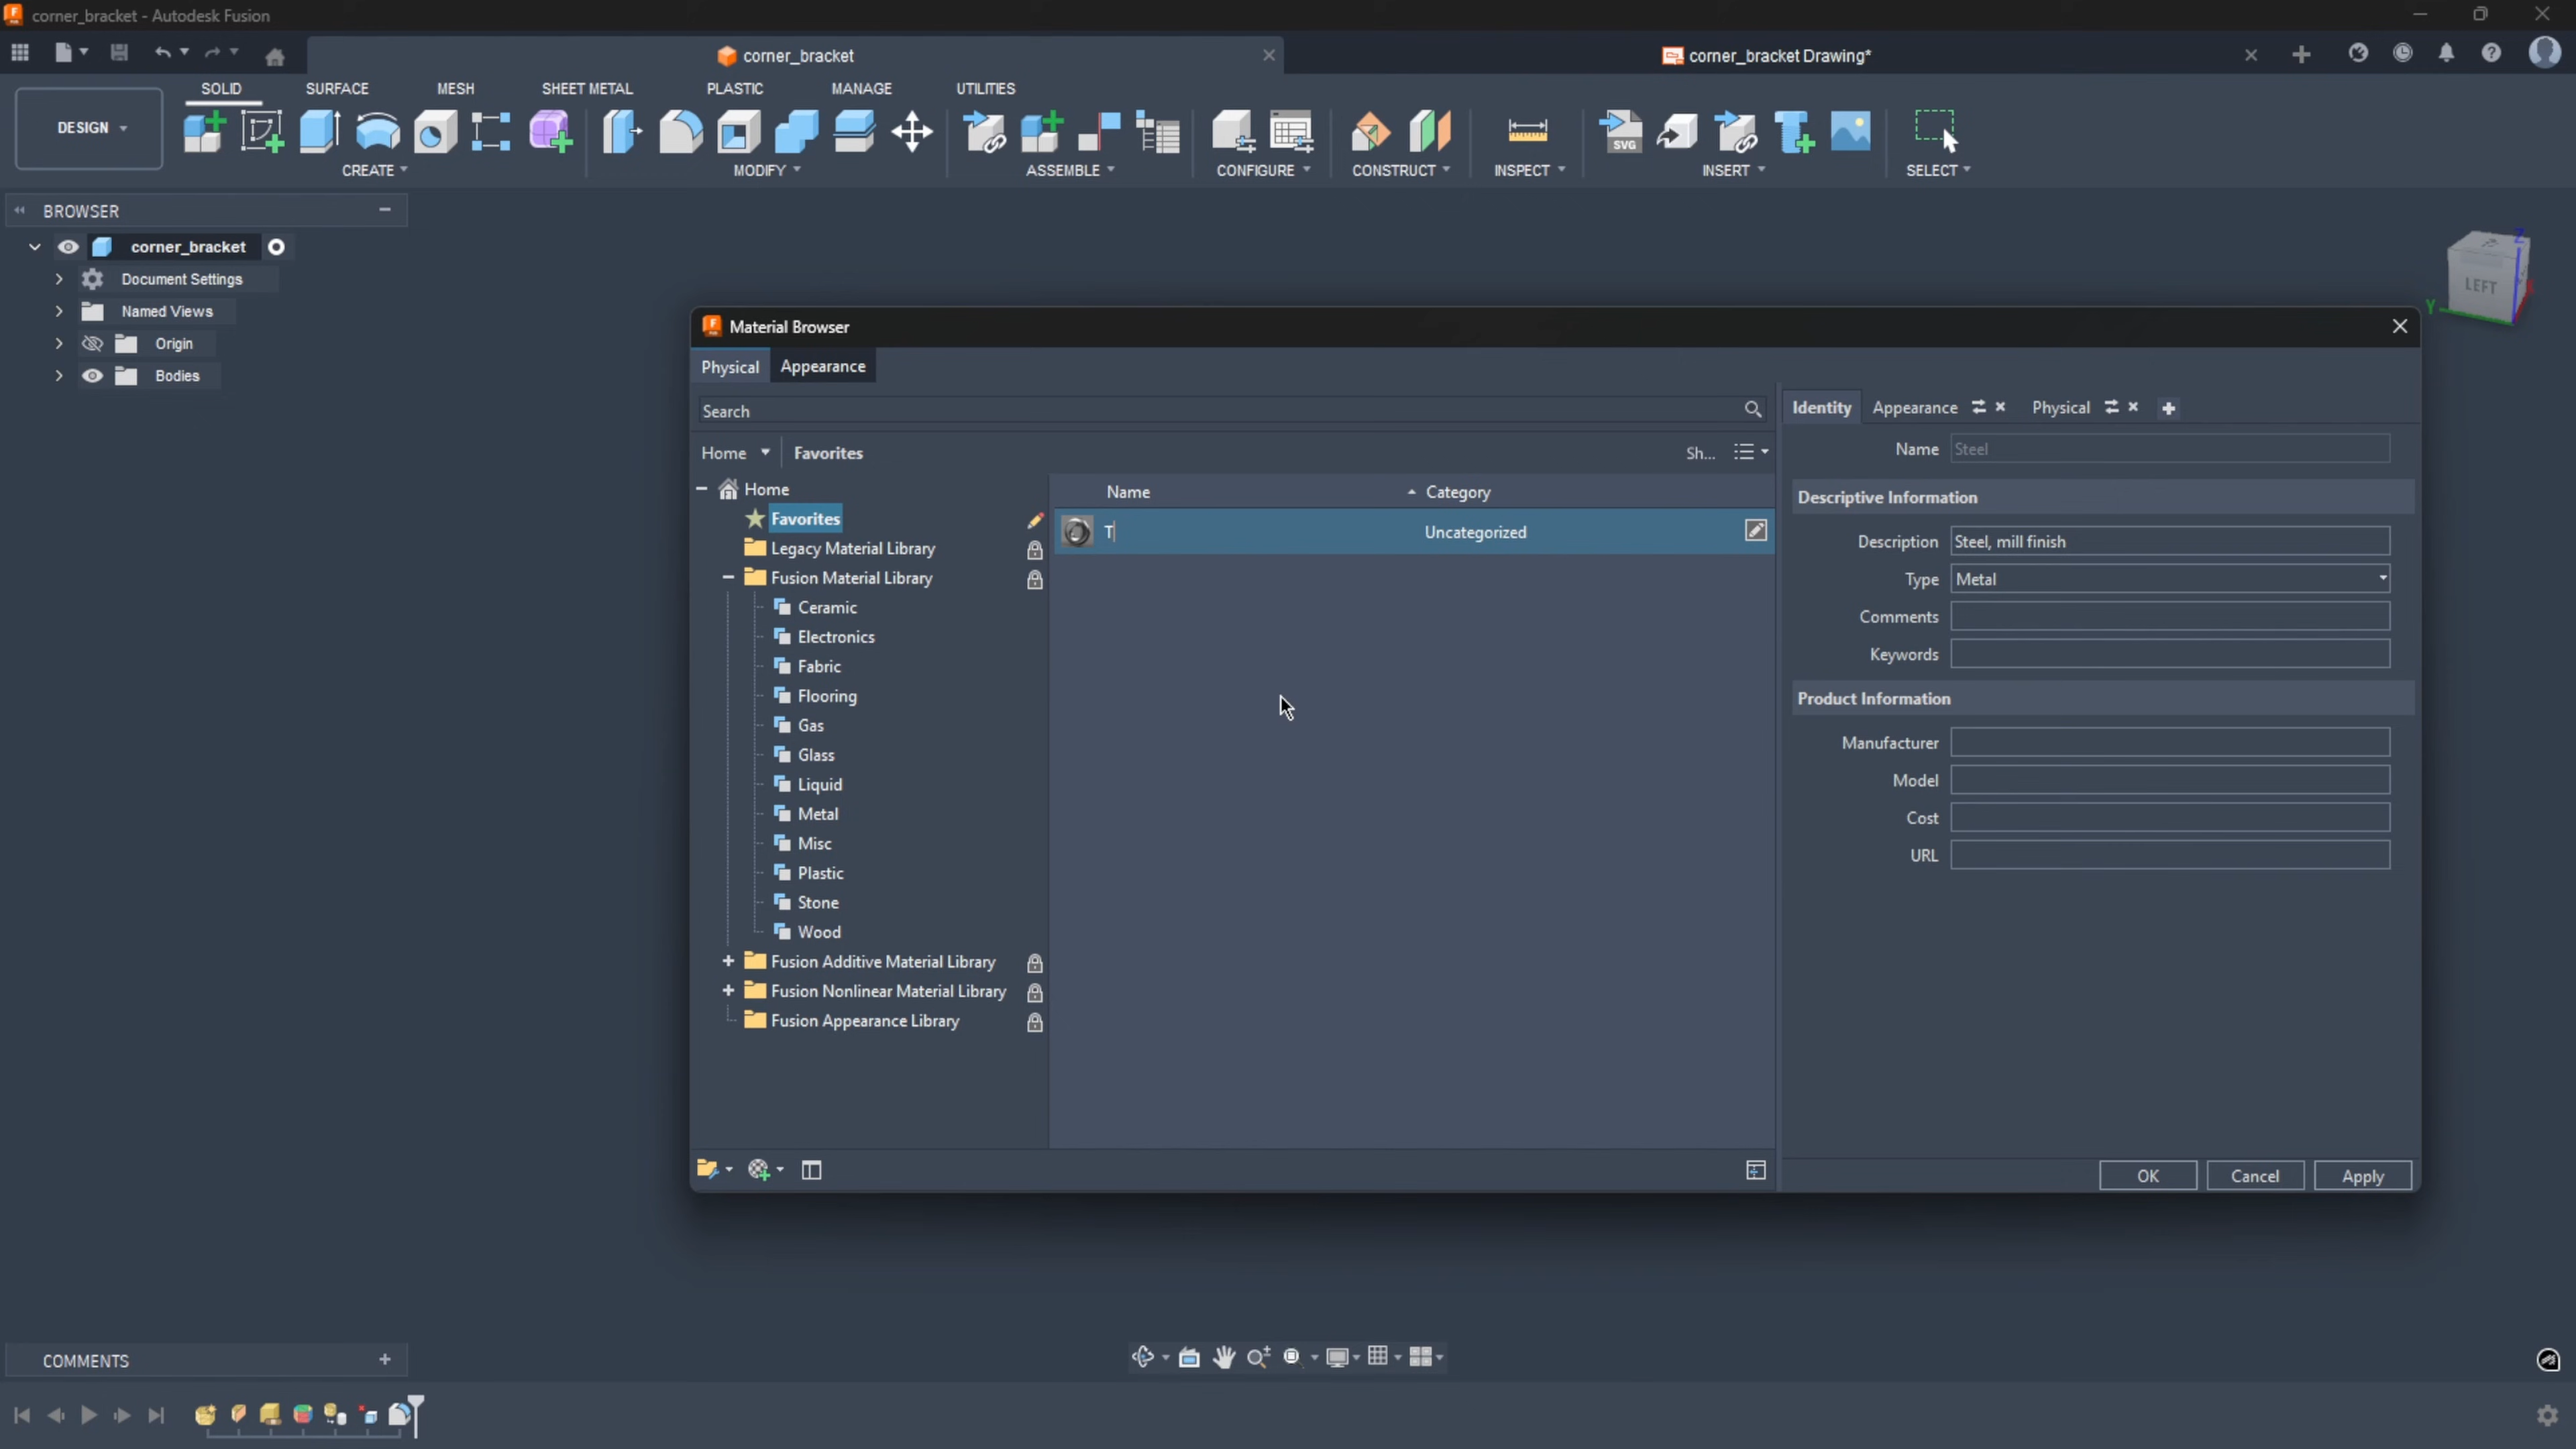 corner_bracket - Autodesk Fusion
corner_bracket
corner_bracket Drawing*
SOLID SURFACE MESH SHEET METAL PLASTIC MANAGE UTILITIES
DESIGN
SVG
CREATE MODIFY ASSEMBLE CONFIGURE CONSTRUCT INSPECT INSERT SELECT
BROWSER
corner_bracket
Document Settings
Named Views
Origin
Bodies
Z
LEFT
Y
Material Browser
Physical Appearance
Search
Home Favorites Sh...
Home
Favorites
Legacy Material Library
Fusion Material Library
Ceramic
Electronics
Fabric
Flooring
Gas
Glass
Liquid
Metal
Misc
Plastic
Stone
Wood
Fusion Additive Material Library
Fusion Nonlinear Material Library
Fusion Appearance Library
Name Category
T Uncategorized
Identity Appearance Physical
Name Steel
Descriptive Information
Description Steel, mill finish
Type Metal
Comments
Keywords
Product Information
Manufacturer
Model
Cost
URL
OK Cancel Apply
COMMENTS